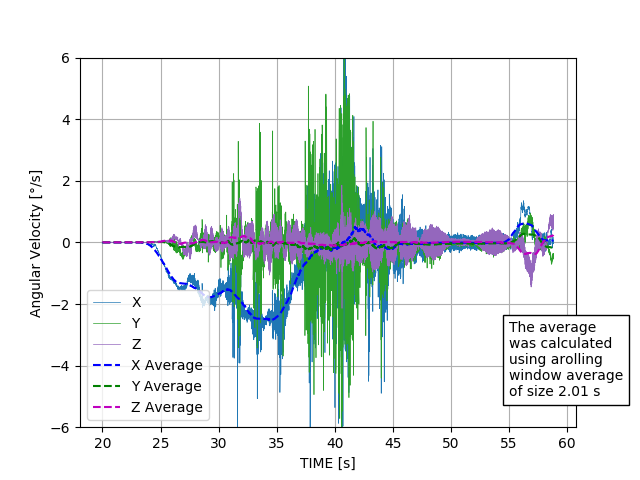 6
4
2
0
−2
−4
−6
Angular Velocity [°/s]
X
Y
Z
X Average
Y Average
Z Average
The average
was calculated
using arolling
window average
of size 2.01 s
20
25
30
35
40
45
50
55
60
TIME [s]